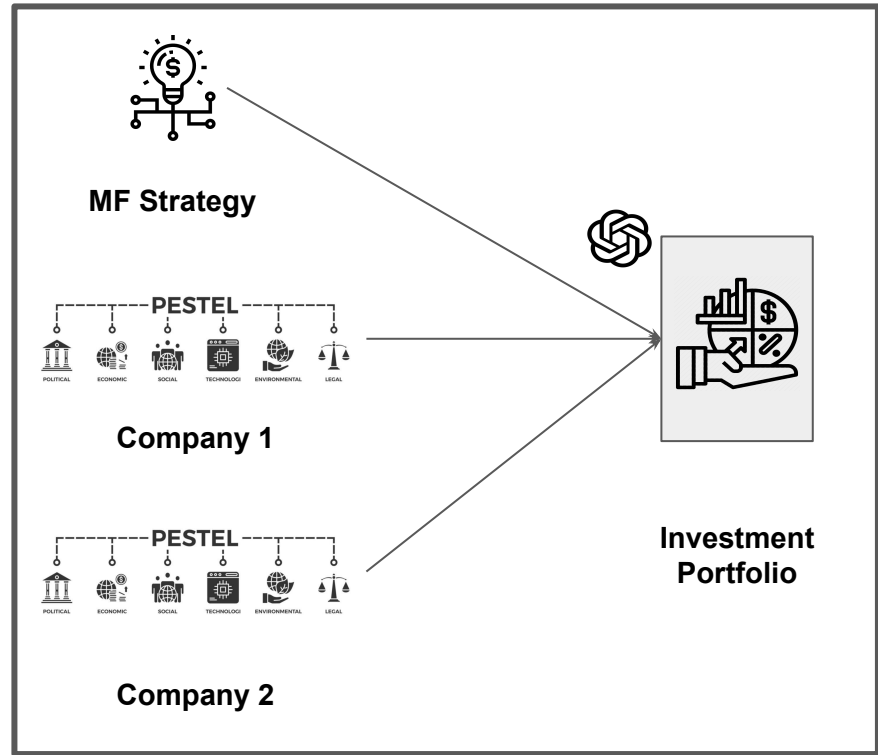 $
MF Strategy
PESTEL
$
POLITICAL ECONOMIC SOCIAL TECHNOLOGI ENVIRONMENTAL LEGAL
Company 1
$
%
PESTEL
$
POLITICAL ECONOMIC SOCIAL TECHNOLOGI ENVIRONMENTAL LEGAL
Company 2
Investment
Portfolio